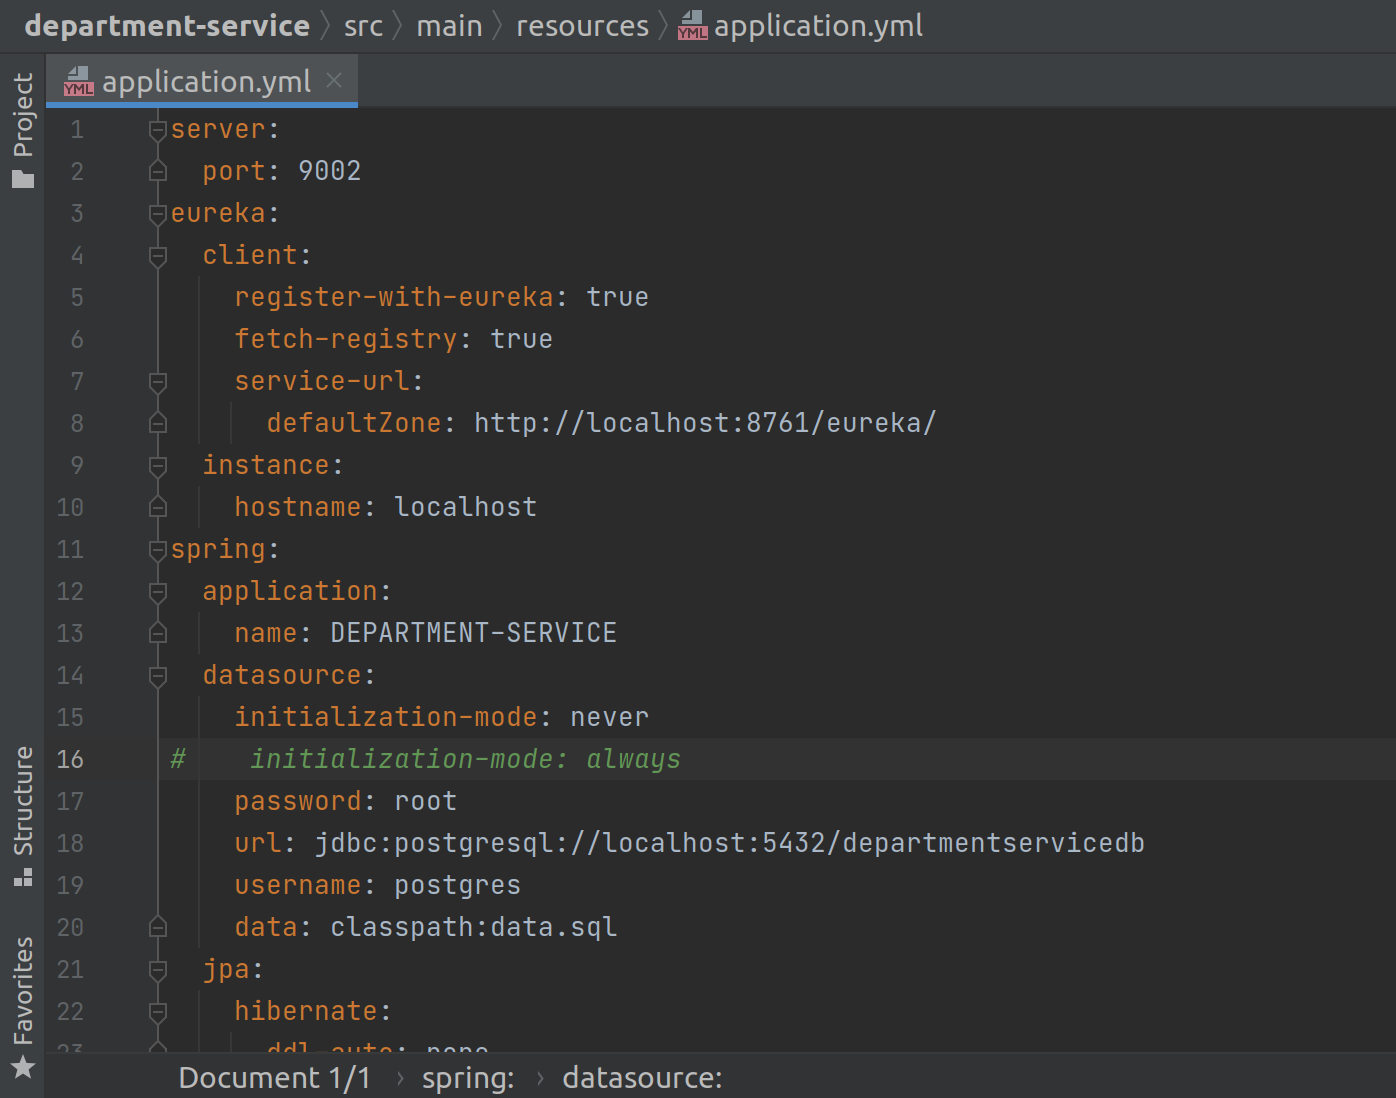 department-service src main resources application.yml
application.yml
Project
Structure
Favorites
1 server:
2   port: 9002
3 eureka:
4   client:
5     register-with-eureka: true
6     fetch-registry: true
7     service-url:
8       defaultZone: http://localhost:8761/eureka/
9   instance:
10     hostname: localhost
11 spring:
12   application:
13     name: DEPARTMENT-SERVICE
14   datasource:
15     initialization-mode: never
16 #    initialization-mode: always
17     password: root
18     url: jdbc:postgresql://localhost:5432/departmentservicedb
19     username: postgres
20     data: classpath:data.sql
21   jpa:
22     hibernate:
23       ddl-auto: none
Document 1/1 › spring: › datasource: